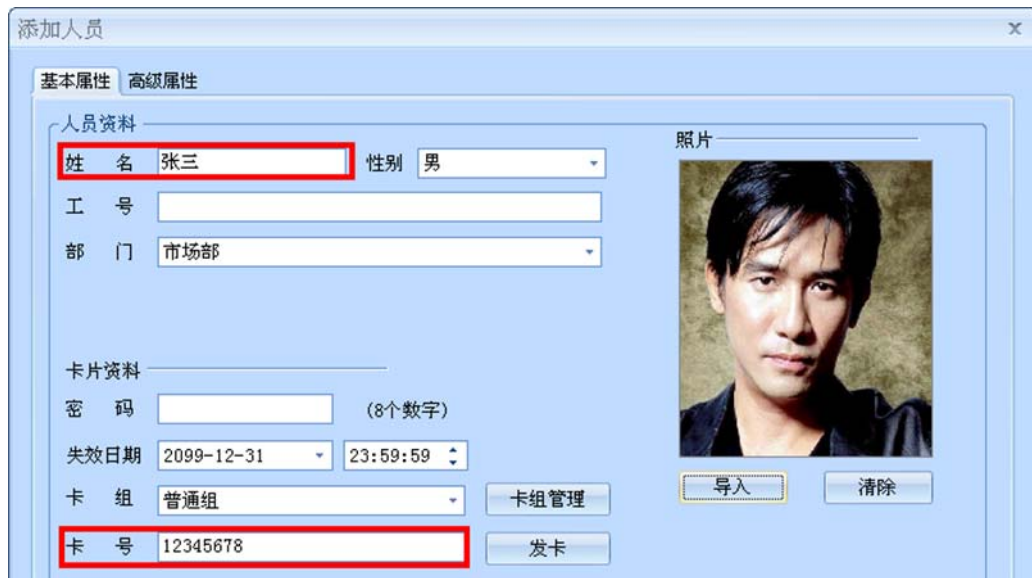 添加人员
基本属性 高级属性
人员资料
照片
姓 名 张三 性别 男
工 号
部 门 市场部
卡片资料
密 码 (8个数字)
失效日期 2099-12-31 23:59:59
导入 清除
卡 组 普通组 卡组管理
卡 号 12345678 发卡